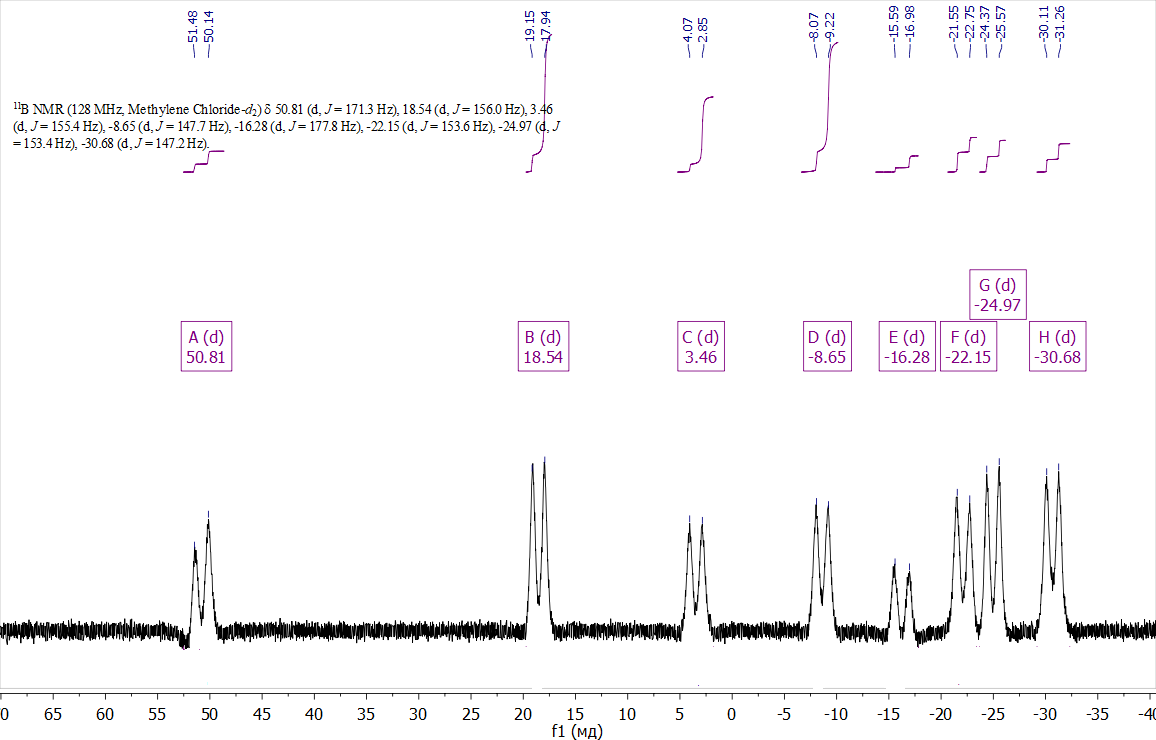 51.48
50.14
19.15
17.94
4.07
2.85
-8.07
-9.22
-15.59
-16.98
-21.55
-22.75
-24.37
-25.57
-30.11
-31.26
¹¹B NMR (128 MHz, Methylene Chloride-d₂) δ 50.81 (d, J = 171.3 Hz), 18.54 (d, J = 156.0 Hz), 3.46
(d, J = 155.4 Hz), -8.65 (d, J = 147.7 Hz), -16.28 (d, J = 177.8 Hz), -22.15 (d, J = 153.6 Hz), -24.97 (d, J
= 153.4 Hz), -30.68 (d, J = 147.2 Hz).
G (d)
-24.97
A (d)
50.81
B (d)
18.54
C (d)
3.46
D (d)
-8.65
E (d)
-16.28
F (d)
-22.15
H (d)
-30.68
0 65 60 55 50 45 40 35 30 25 20 15 10 5 0 -5 -10 -15 -20 -25 -30 -35 -40
f1 (мд)